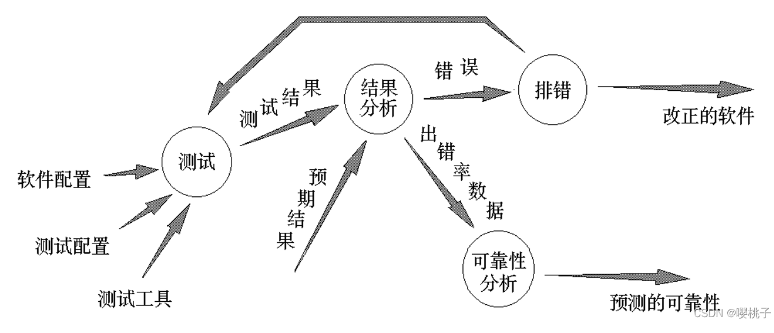 错误
测试结果
结果
分析
排错
改正的软件
测试
出错率数据
软件配置
预期结果
测试配置
可靠性
分析
测试工具
预测的可靠性
CSDN @嘤桃子